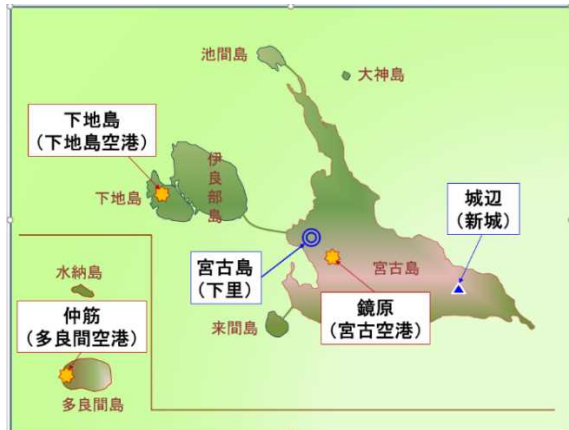 池間島
大神島
下地島
(下地島空港)
伊良部島
下地島
城辺
(新城)
宮古島
(下里)
宮古島
鏡原
(宮古空港)
来間島
水納島
仲筋
(多良間空港)
多良間島